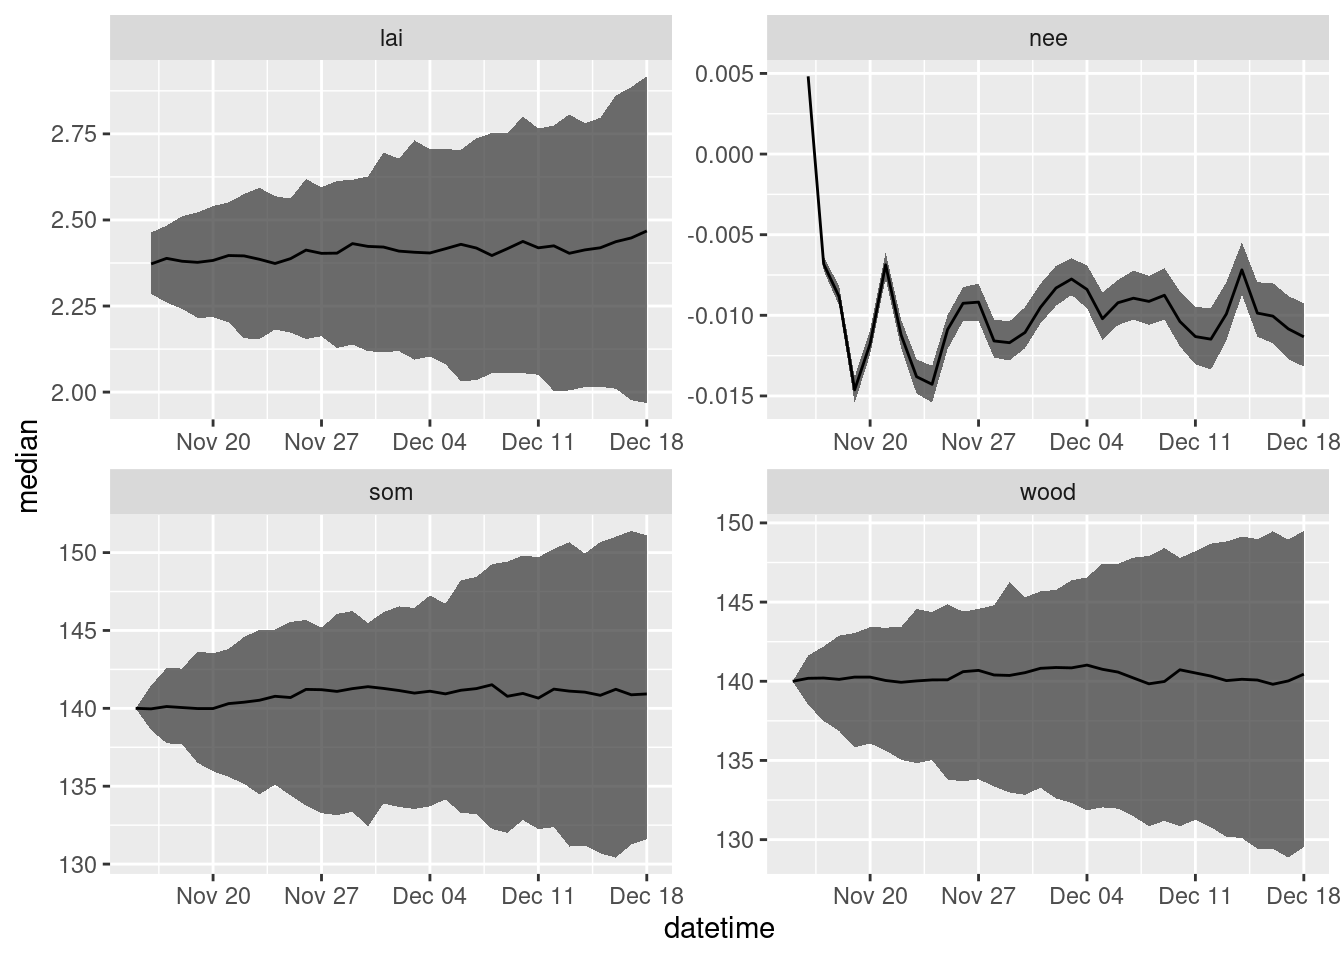 lai
2.75
2.50
2.25
2.00
Nov 20 Nov 27 Dec 04 Dec 11 Dec 18
nee
0.005
0.000
-0.005
-0.010
-0.015
Nov 20 Nov 27 Dec 04 Dec 11 Dec 18
median
som
150
145
140
135
130
Nov 20 Nov 27 Dec 04 Dec 11 Dec 18
wood
150
145
140
135
130
Nov 20 Nov 27 Dec 04 Dec 11 Dec 18
datetime